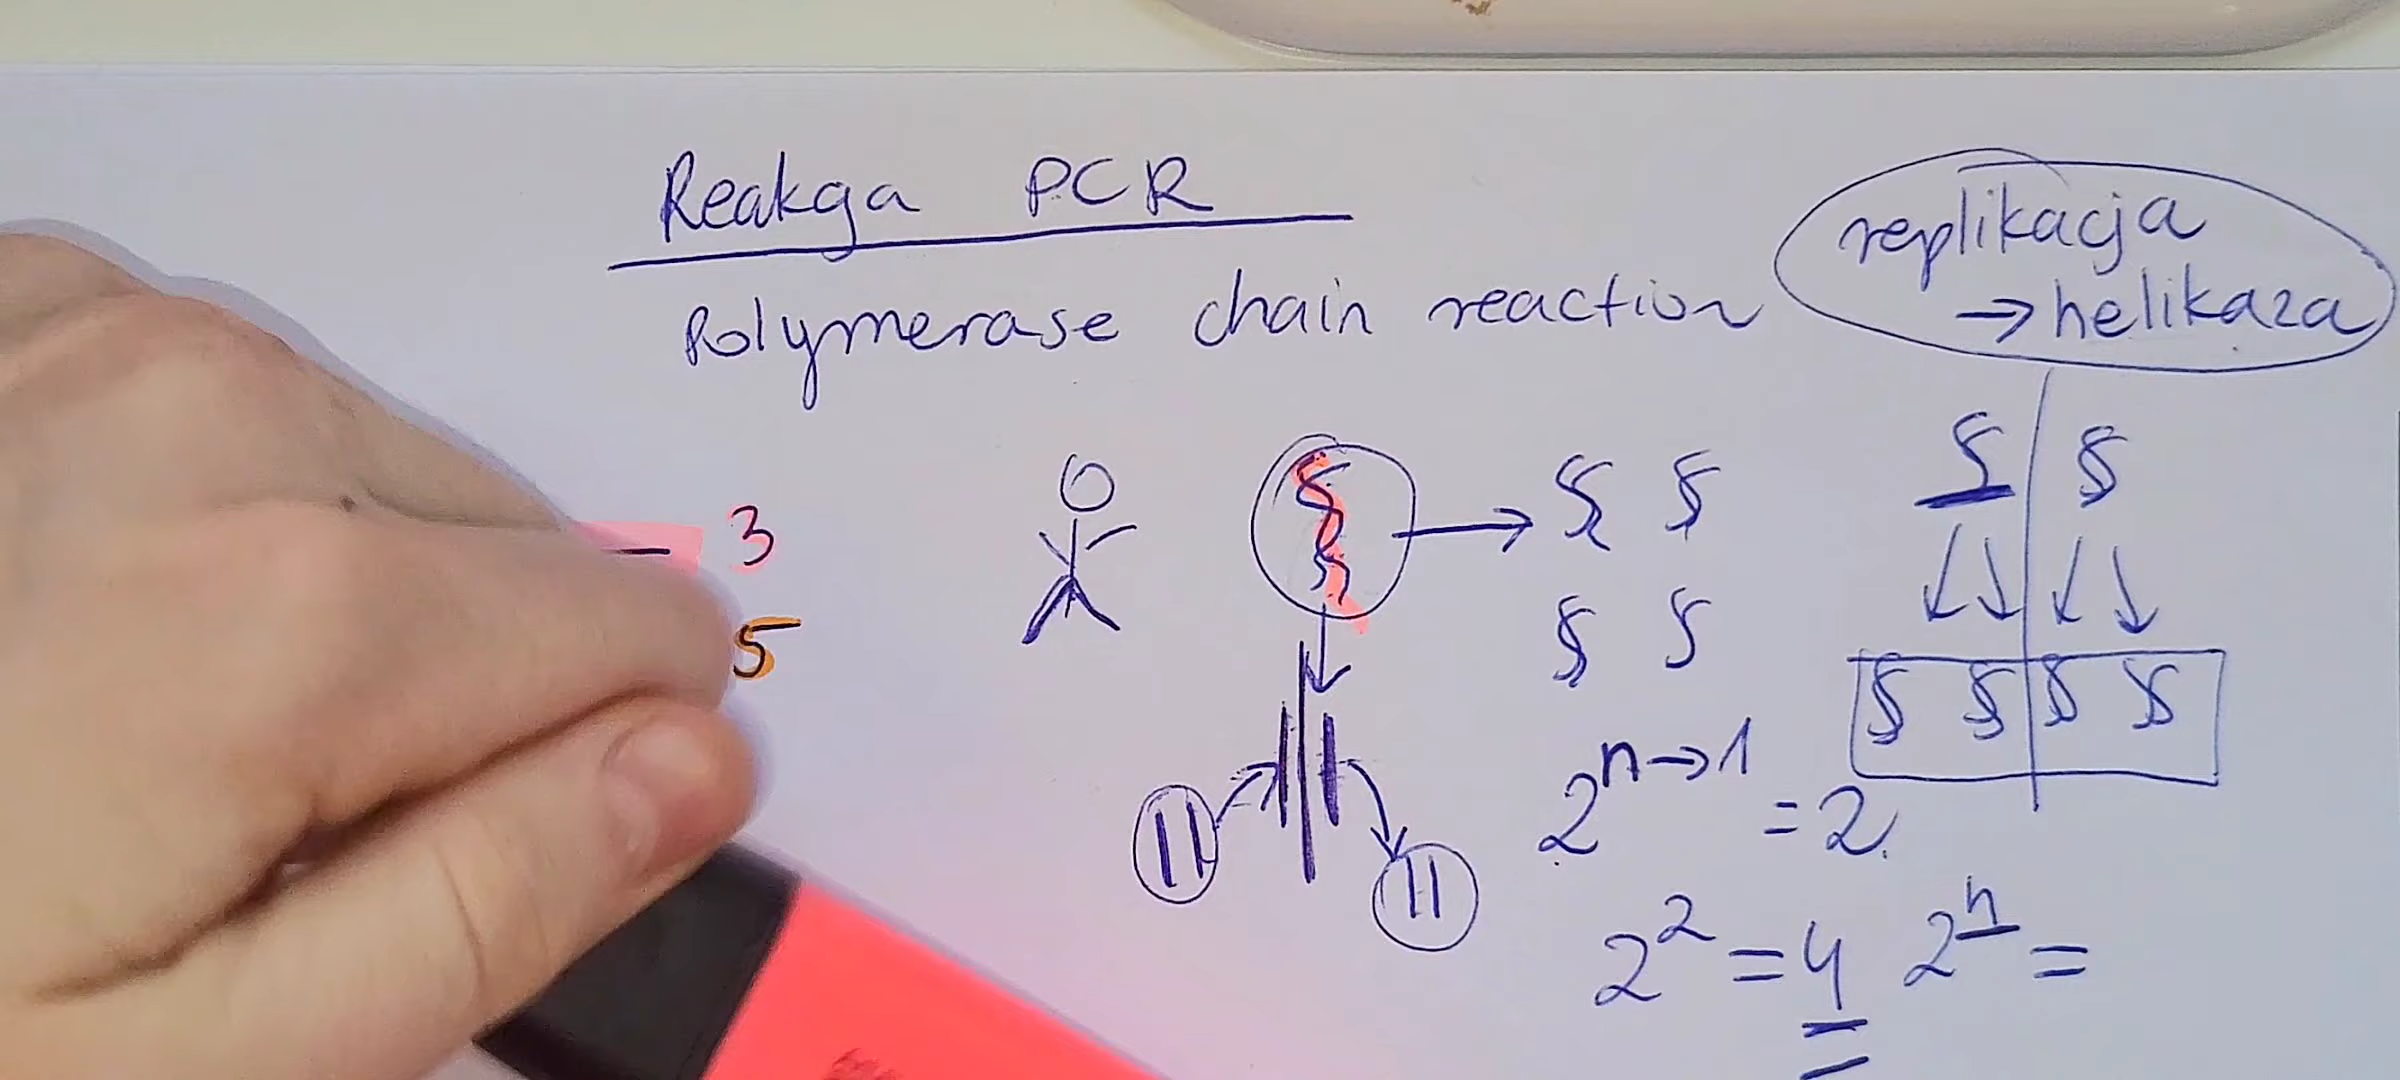 Reakcja PCR
Polymerase chain reaction
replikacja
→ helikaza
3
5
2^n→1 = 2
2^2 = 4
2^n =